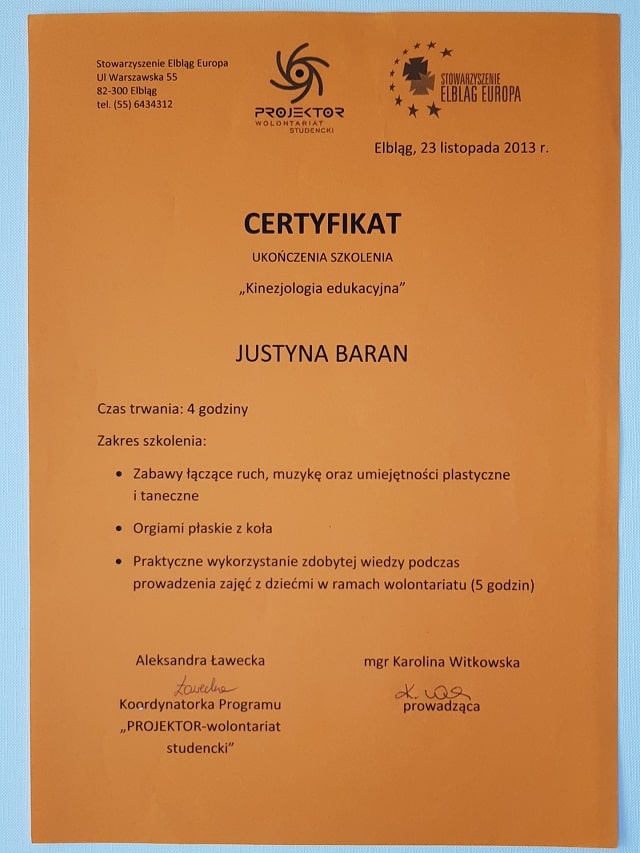 Stowarzyszenie Elbląg Europa
Ul Warszawska 55
82-300 Elbląg
tel. (55) 6434312
PROJEKTOR
WOLONTARIAT
STUDENCKI
STOWARZYSZENIE
ELBLĄG EUROPA
Elbląg, 23 listopada 2013 r.
CERTYFIKAT
UKOŃCZENIA SZKOLENIA
„Kinezjologia edukacyjna”
JUSTYNA BARAN
Czas trwania: 4 godziny
Zakres szkolenia:
• Zabawy łączące ruch, muzykę oraz umiejętności plastyczne
i taneczne
• Orgiami płaskie z koła
• Praktyczne wykorzystanie zdobytej wiedzy podczas
prowadzenia zajęć z dziećmi w ramach wolontariatu (5 godzin)
Aleksandra Ławecka
Ławecka
Koordynatorka Programu
„PROJEKTOR-wolontariat
studencki”
mgr Karolina Witkowska
prowadząca